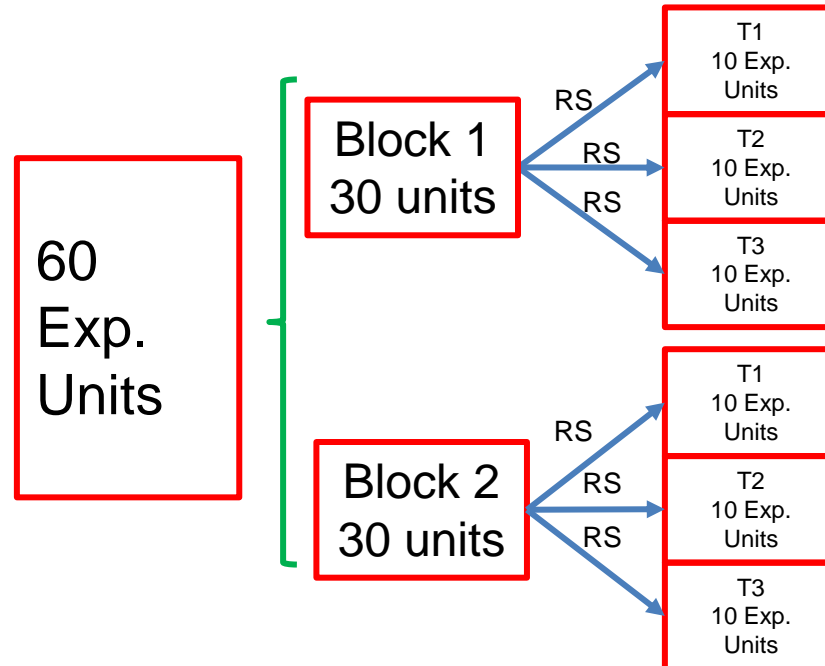 60
Exp.
Units
Block 1
30 units
RS
RS
RS
T1
10 Exp.
Units
T2
10 Exp.
Units
T3
10 Exp.
Units
Block 2
30 units
RS
RS
RS
T1
10 Exp.
Units
T2
10 Exp.
Units
T3
10 Exp.
Units